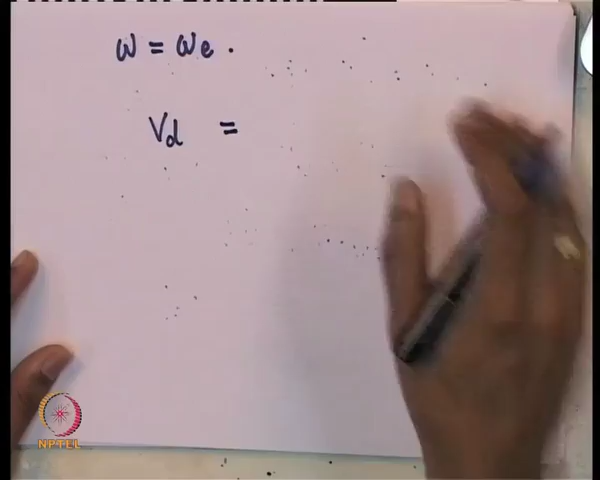 ω = ωe.
Vd =
NPTEL